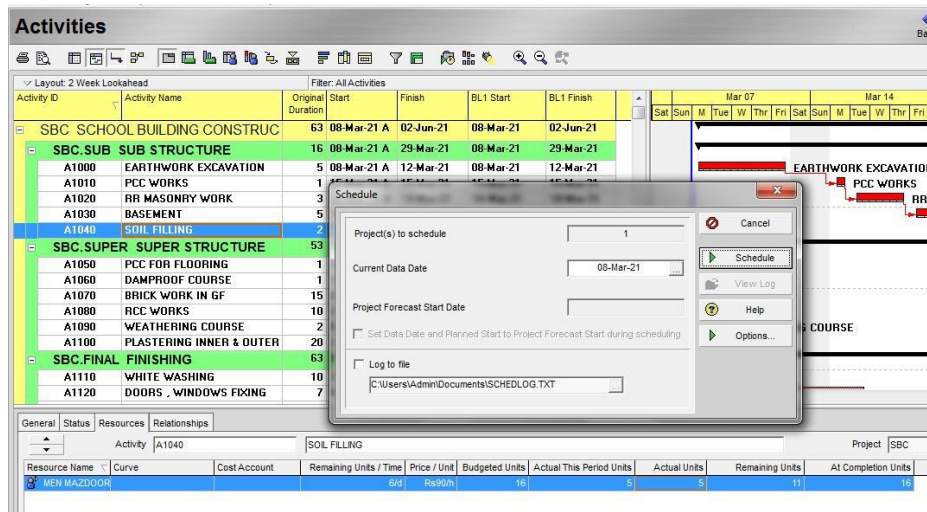 Activities
Ba
Layout: 2 Week Lookahead Filter: All Activities
Activity ID Activity Name Original Duration Start Finish BL1 Start BL1 Finish Mar 07 Mar 14
Sat Sun M Tue W Thr Fri Sat Sun M Tue W Thr Fri
SBC SCHOOL BUILDING CONSTRUC 63 08-Mar-21 A 02-Jun-21 08-Mar-21 02-Jun-21
SBC.SUB SUB STRUCTURE 16 08-Mar-21 A 29-Mar-21 08-Mar-21 29-Mar-21
A1000 EARTHWORK EXCAVATION 5 08-Mar-21 A 12-Mar-21 08-Mar-21 12-Mar-21 EARTHWORK EXCAVATIO
A1010 PCC WORKS 1 PCC WORKS
A1020 RR MASONRY WORK 3 RR
A1030 BASEMENT 5
A1040 SOIL FILLING 2
SBC.SUPER SUPER STRUCTURE 53
A1050 PCC FOR FLOORING 1
A1060 DAMPROOF COURSE 1
A1070 BRICK WORK IN GF 15
A1080 RCC WORKS 10
A1090 WEATHERING COURSE 2 COURSE
A1100 PLASTERING INNER & OUTER 20
SBC.FINAL FINISHING 63
A1110 WHITE WASHING 10
A1120 DOORS , WINDOWS FIXING 7
Schedule
Project(s) to schedule 1 Cancel
Current Data Date 08-Mar-21 ... Schedule
View Log
Project Forecast Start Date Help
Set Data Date and Planned Start to Project Forecast Start during scheduling Options...
Log to file
C:\Users\Admin\Documents\SCHEDLOG.TXT
General Status Resources Relationships
Activity A1040 SOIL FILLING Project SBC
Resource Name Curve Cost Account Remaining Units / Time Price / Unit Budgeted Units Actual This Period Units Actual Units Remaining Units At Completion Units
MEN MAZDOOR 6/d Rs90/h 16 5 5 11 16